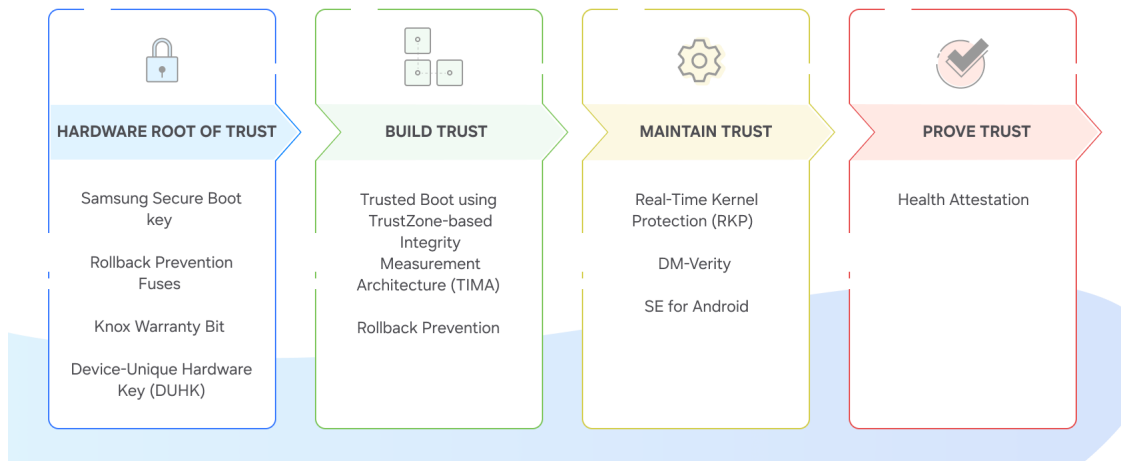 HARDWARE ROOT OF TRUST
Samsung Secure Boot
key
Rollback Prevention
Fuses
Knox Warranty Bit
Device-Unique Hardware
Key (DUHK)
BUILD TRUST
Trusted Boot using
TrustZone-based
Integrity
Measurement
Architecture (TIMA)
Rollback Prevention
MAINTAIN TRUST
Real-Time Kernel
Protection (RKP)
DM-Verity
SE for Android
PROVE TRUST
Health Attestation